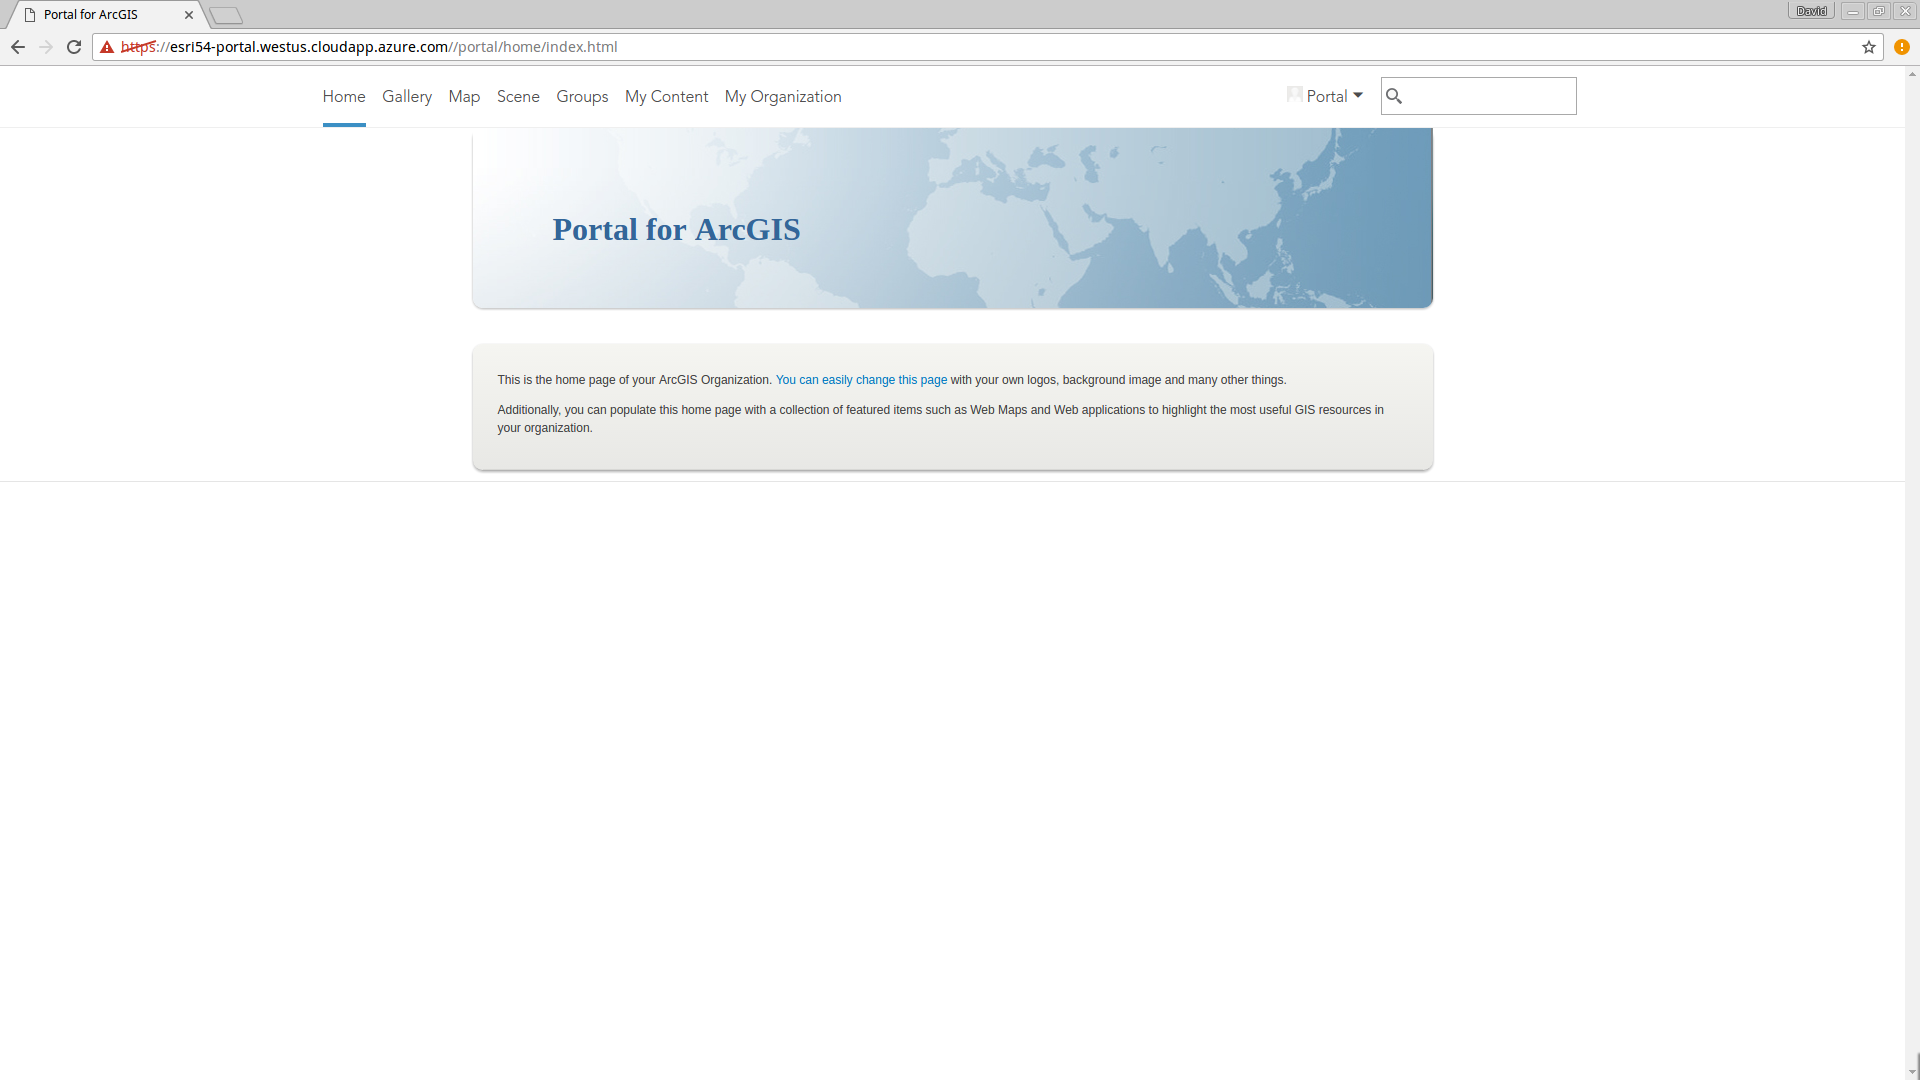 Portal for ArcGIS
David
https://esri54-portal.westus.cloudapp.azure.com//portal/home/index.html
Home Gallery Map Scene Groups My Content My Organization Portal
Portal for ArcGIS
This is the home page of your ArcGIS Organization. You can easily change this page with your own logos, background image and many other things.
Additionally, you can populate this home page with a collection of featured items such as Web Maps and Web applications to highlight the most useful GIS resources in
your organization.